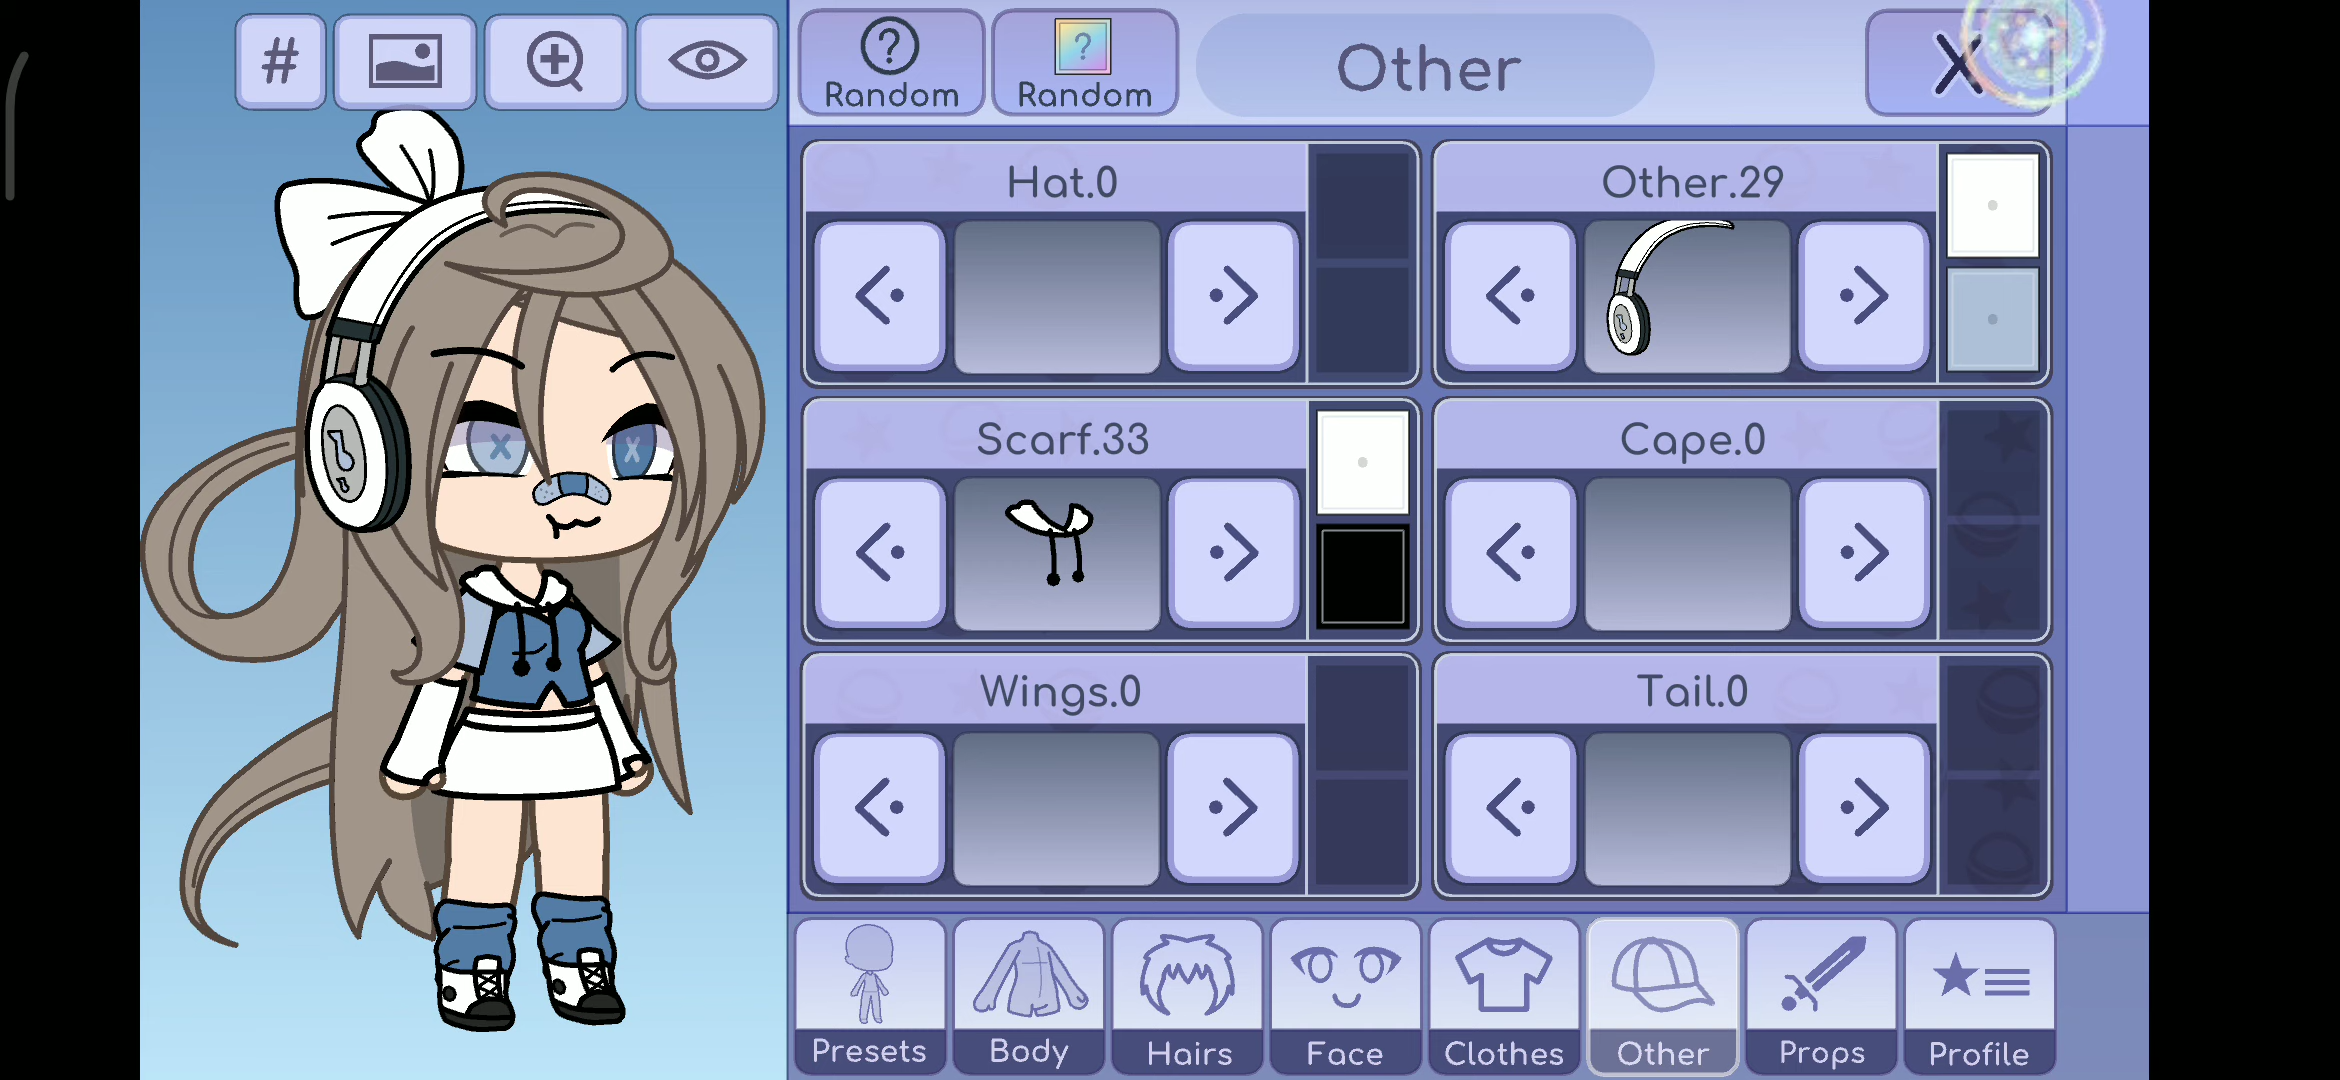 #
? Random
? Random
Other
X
Hat.0
Other.29
Scarf.33
Cape.0
Wings.0
Tail.0
Presets
Body
Hairs
Face
Clothes
Other
Props
Profile